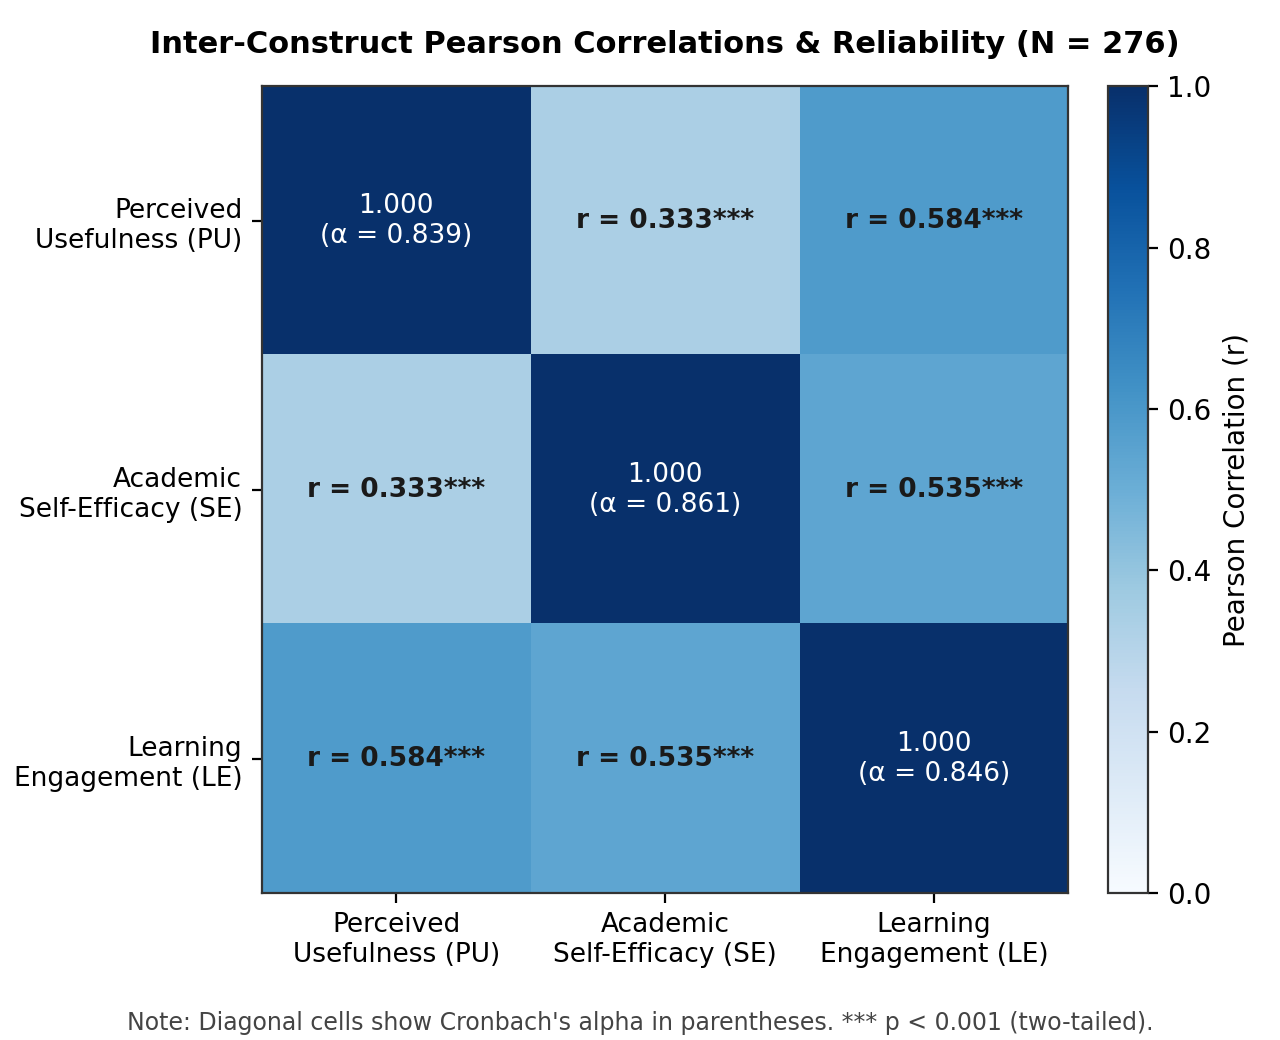 Inter-Construct Pearson Correlations & Reliability (N = 276)
Perceived
Usefulness (PU)
1.000
(α = 0.839)
r = 0.333***
r = 0.584***
Academic
Self-Efficacy (SE)
r = 0.333***
1.000
(α = 0.861)
r = 0.535***
Learning
Engagement (LE)
r = 0.584***
r = 0.535***
1.000
(α = 0.846)
Perceived
Usefulness (PU)
Academic
Self-Efficacy (SE)
Learning
Engagement (LE)
1.0
0.8
0.6
0.4
0.2
0.0
Pearson Correlation (r)
Note: Diagonal cells show Cronbach's alpha in parentheses. *** p < 0.001 (two-tailed).